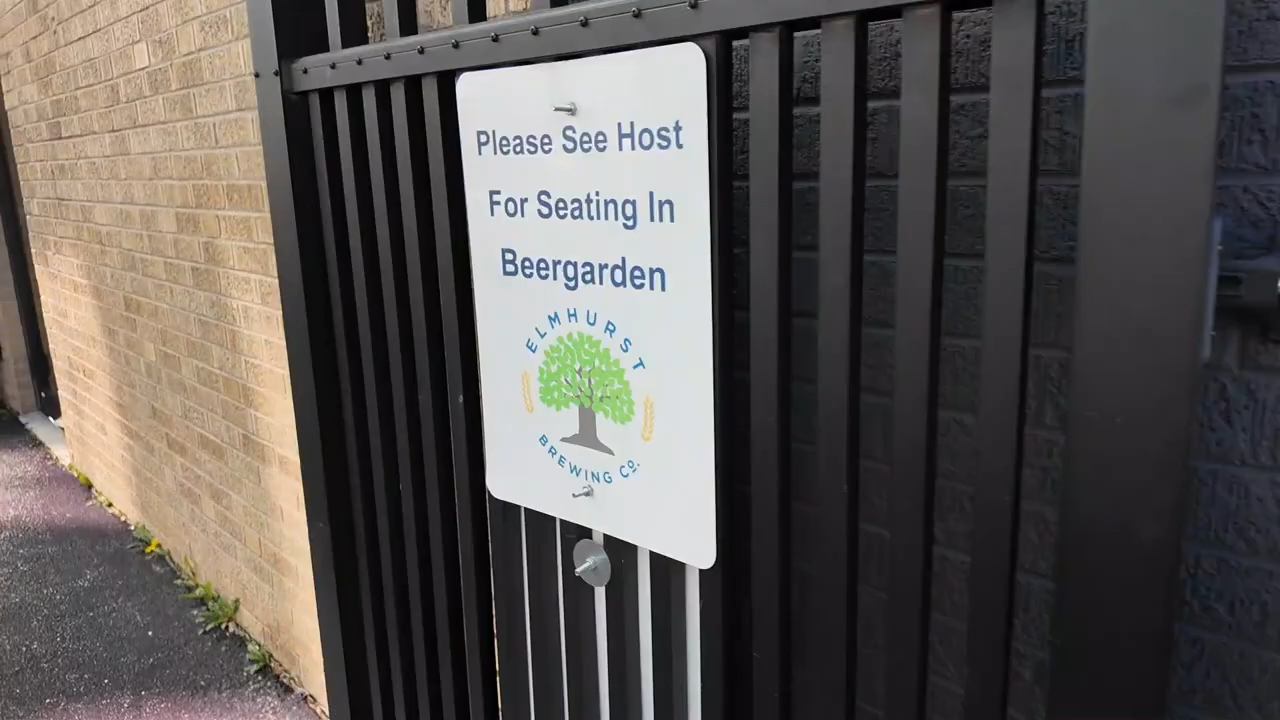 Please See Host
For Seating In
Beergarden
ELMHURST
BREWING Co.